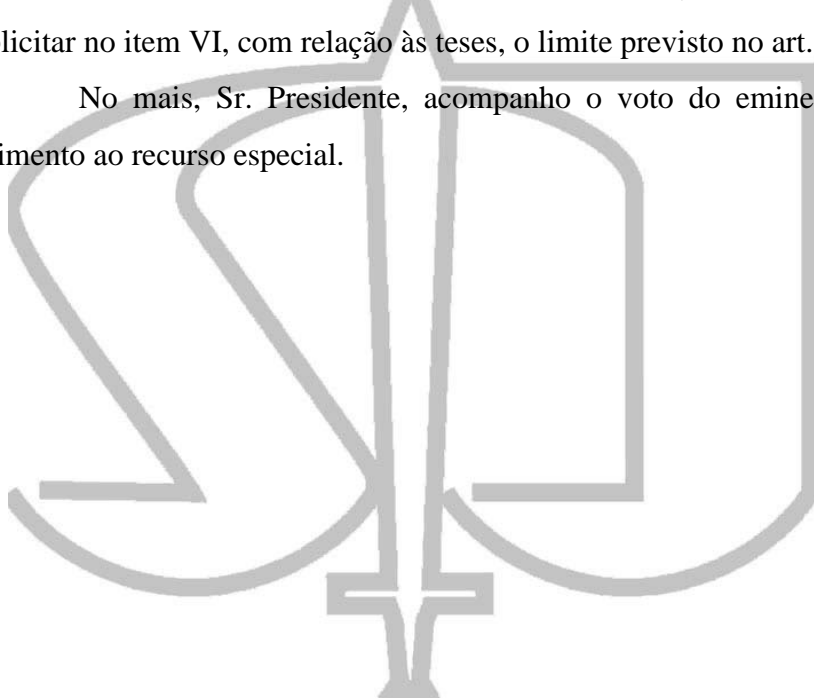 plicitar no item VI, com relação às teses, o limite previsto no art.
No mais, Sr. Presidente, acompanho o voto do emine
imento ao recurso especial.